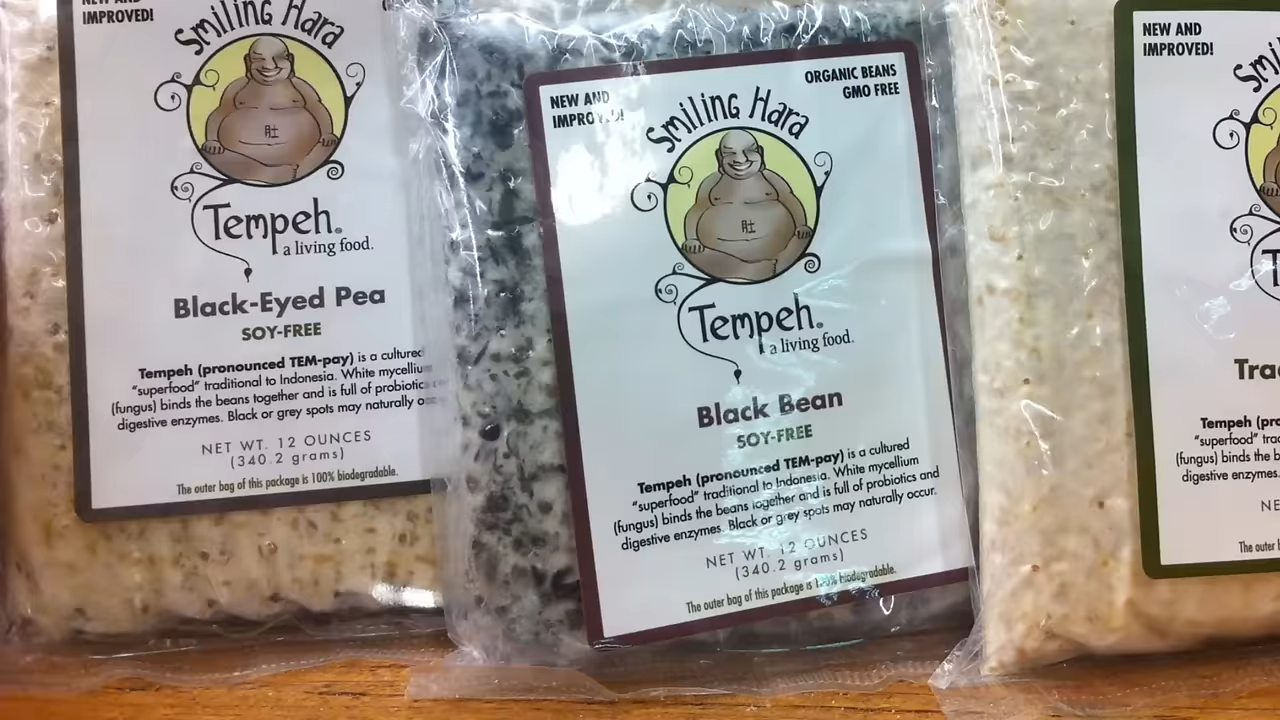 NEW AND
IMPROVED!
Smiling Hara
肚
Tempeh®
a living food.
Black-Eyed Pea
SOY-FREE
Tempeh (pronounced TEM-pay) is a cultured
"superfood" traditional to Indonesia. White mycellium
(fungus) binds the beans together and is full of probiotic
digestive enzymes. Black or grey spots may naturally
NET WT. 12 OUNCES
(340.2 grams)
The outer bag of this package is 100% biodegradable.
NEW AND
IMPROVED!
ORGANIC BEANS
GMO FREE
Smiling Hara
肚
Tempeh®
a living food.
Black Bean
SOY-FREE
Tempeh (pronounced TEM-pay) is a cultured
"superfood" traditional to Indonesia. White mycellium
(fungus) binds the beans together and is full of probiotics and
digestive enzymes. Black or grey spots may naturally occur.
NET WT. 12 OUNCES
(340.2 grams)
The outer bag of this package is 100% biodegradable.
NEW AND
IMPROVED!
Smi
T
Tra
Tempeh (pro
"superfood" trad
(fungus) binds the b
digestive enzymes.
NE
The outer b